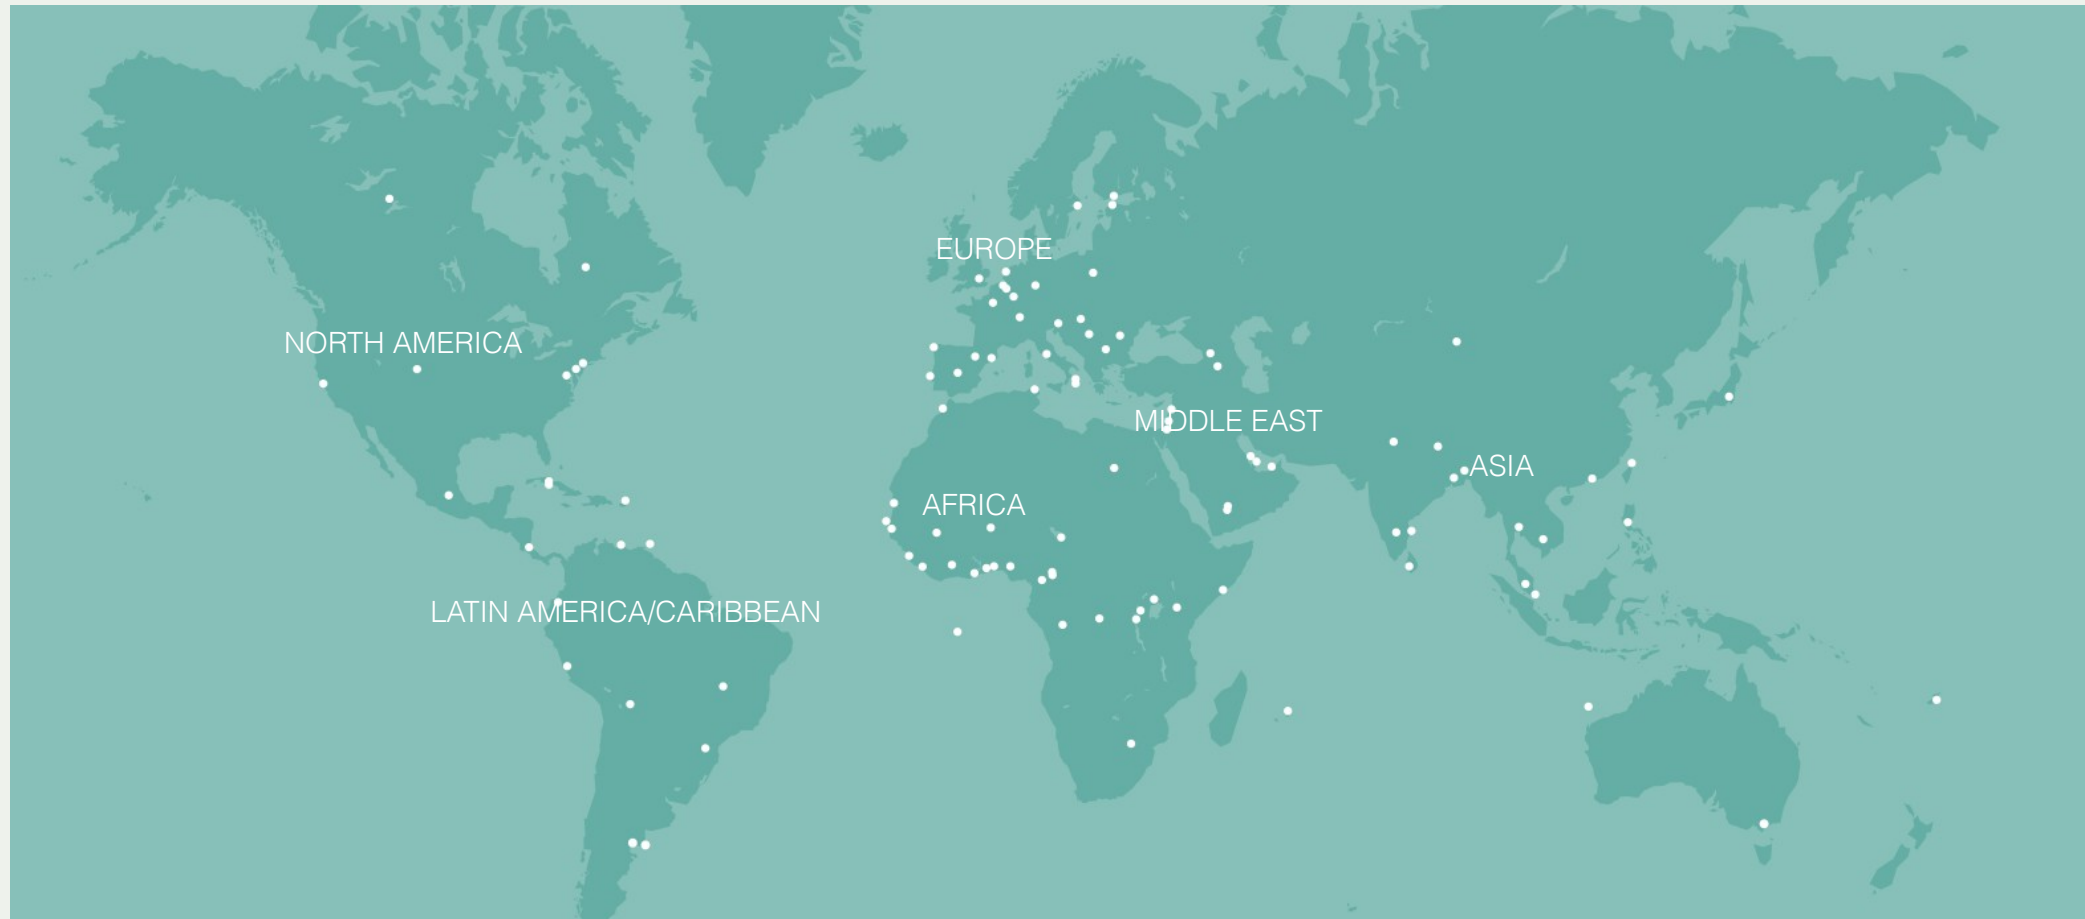 EUROPE
NORTH AMERICA
MIDDLE EAST
ASIA
AFRICA
LATIN AMERICA/CARIBBEAN